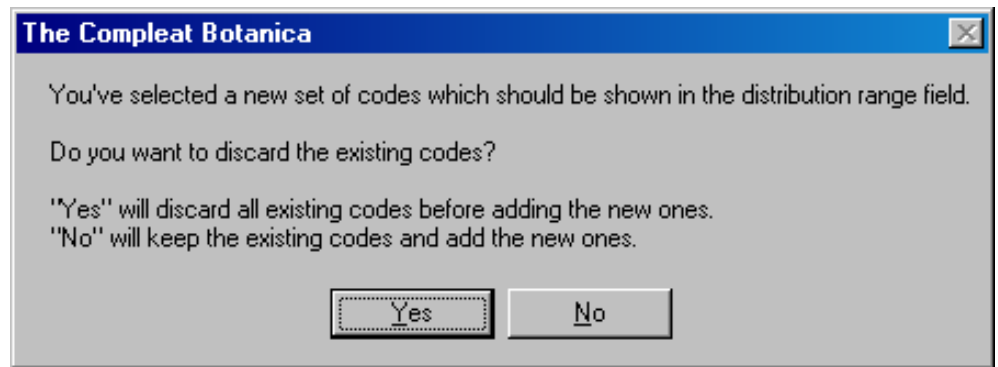 The Compleat Botanica
You've selected a new set of codes which should be shown in the distribution range field.
Do you want to discard the existing codes?
"Yes" will discard all existing codes before adding the new ones.
"No" will keep the existing codes and add the new ones.
Yes
No